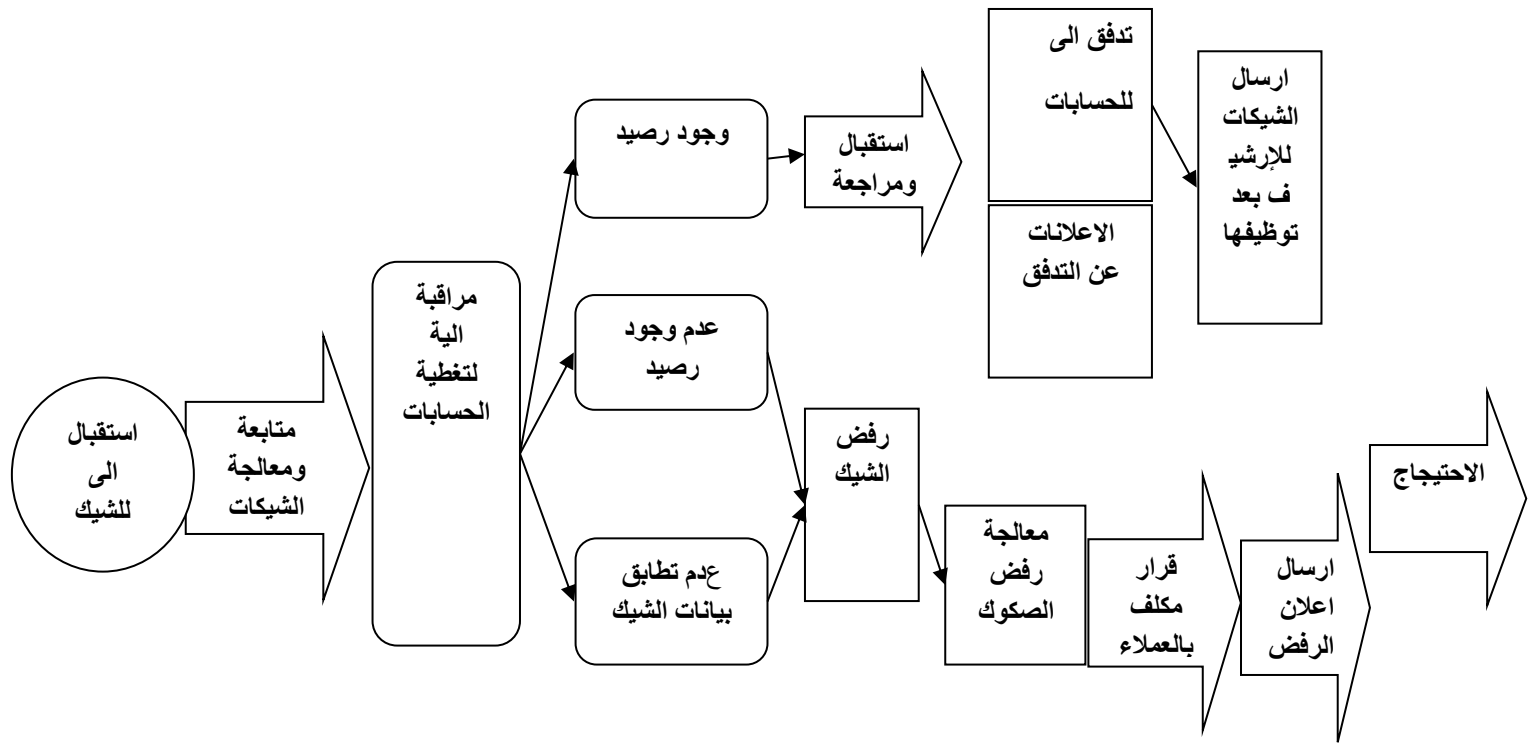 استقبال
الى
للشيك
متابعة
ومعالجة
الشيكات
مراقبة
الية
لتغطية
الحسابات
وجود رصيد
استقبال
ومراجعة
تدفق الى
للحسابات
الاعلانات
عن التدفق
ارسال
الشيكات
للإرشي
ف بعد
توظيفها
عدم وجود
رصيد
عدم تطابق
بيانات الشيك
رفض
الشيك
معالجة
رفض
الصكوك
قرار
مكلف
بالعملاء
ارسال
اعلان
الرفض
الاحتيجاج